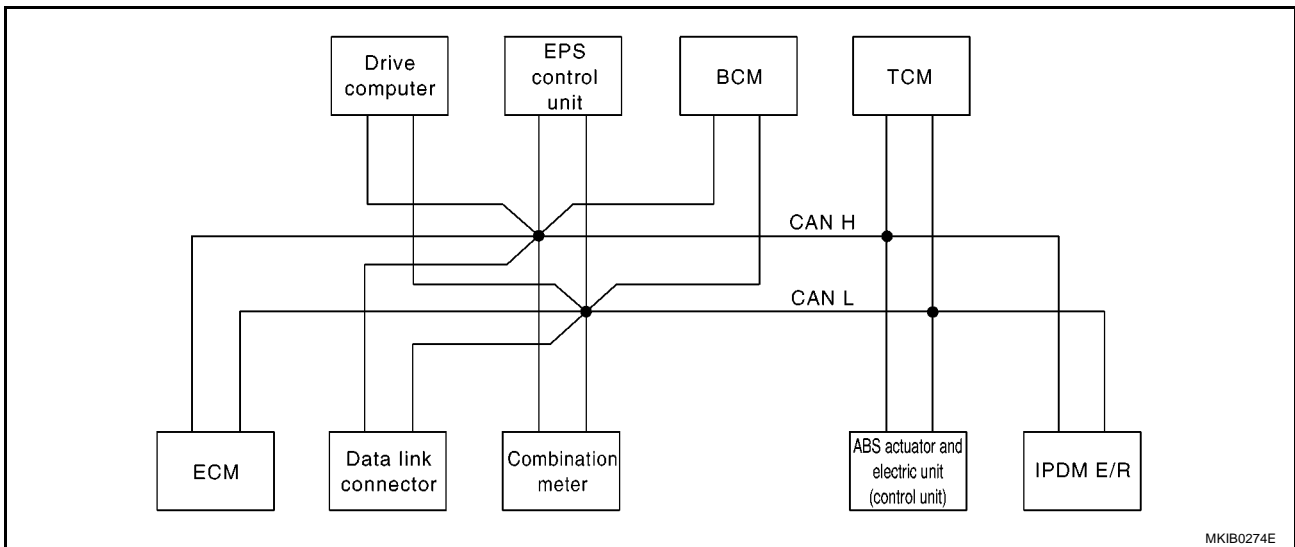 Drive
computer
EPS
control
unit
BCM
TCM
CAN H
CAN L
ECM
Data link
connector
Combination
meter
ABS actuator and
electric unit
(control unit)
IPDM E/R
MKIB0274E